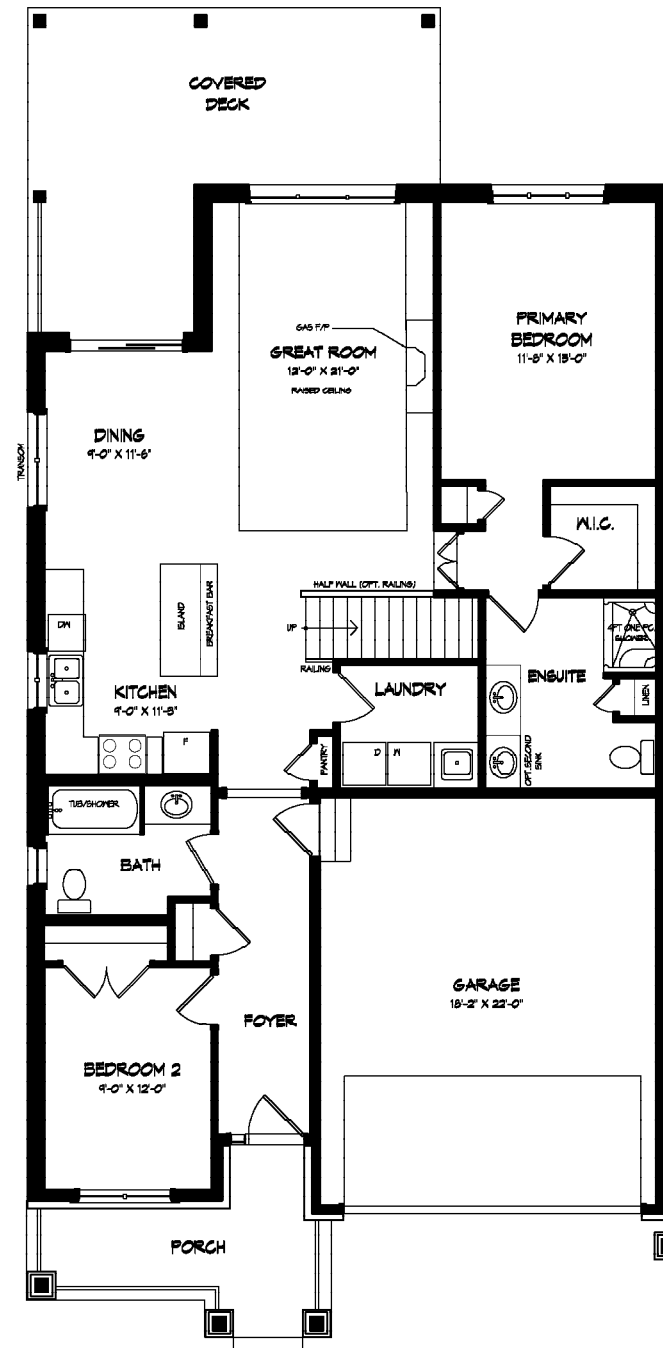 COVERED
DECK
PRIMARY
BEDROOM
11'-8" X 13'-0"
GAS F/P
GREAT ROOM
12'-0" X 21'-0"
RAISED CEILING
DINING
9'-0" X 11'-6"
TRANSOM
W.I.C.
HALF WALL (OPT. RAILING)
ISLAND
BREAKFAST BAR
DW
UP
4FT ONE PC.
SHOWER
RAILING
LAUNDRY
ENSUITE
LINEN
KITCHEN
9'-0" X 11'-8"
F
PANTRY
D W
OPT. SECOND
SINK
TUB/SHOWER
BATH
GARAGE
18'-2" X 22'-0"
FOYER
BEDROOM 2
9'-0" X 12'-0"
PORCH